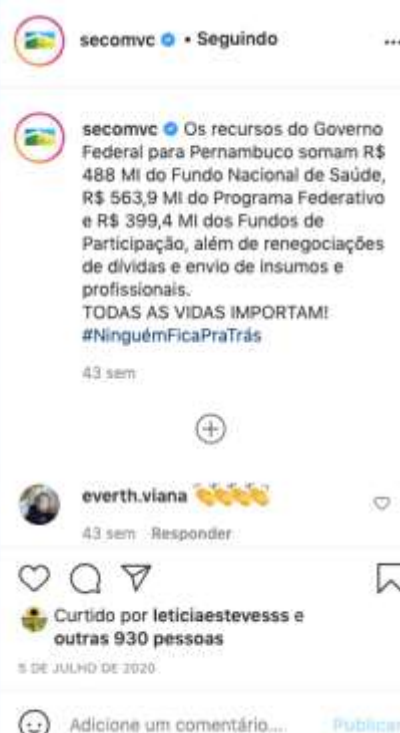 secomvc • Seguindo
secomvc Os recursos do Governo
Federal para Pernambuco somam R$
488 MI do Fundo Nacional de Saúde,
R$ 563,9 MI do Programa Federativo
e R$ 399,4 MI dos Fundos de
Participação, além de renegociações
de dívidas e envio de insumos e
profissionais.
TODAS AS VIDAS IMPORTAM!
#NinguémFicaPraTrás
43 sem
everth.viana 👏👏👏👏
43 sem Responder
Curtido por leticiaestevesss e
outras 930 pessoas
5 DE JULHO DE 2020
Adicione um comentário... Publicar